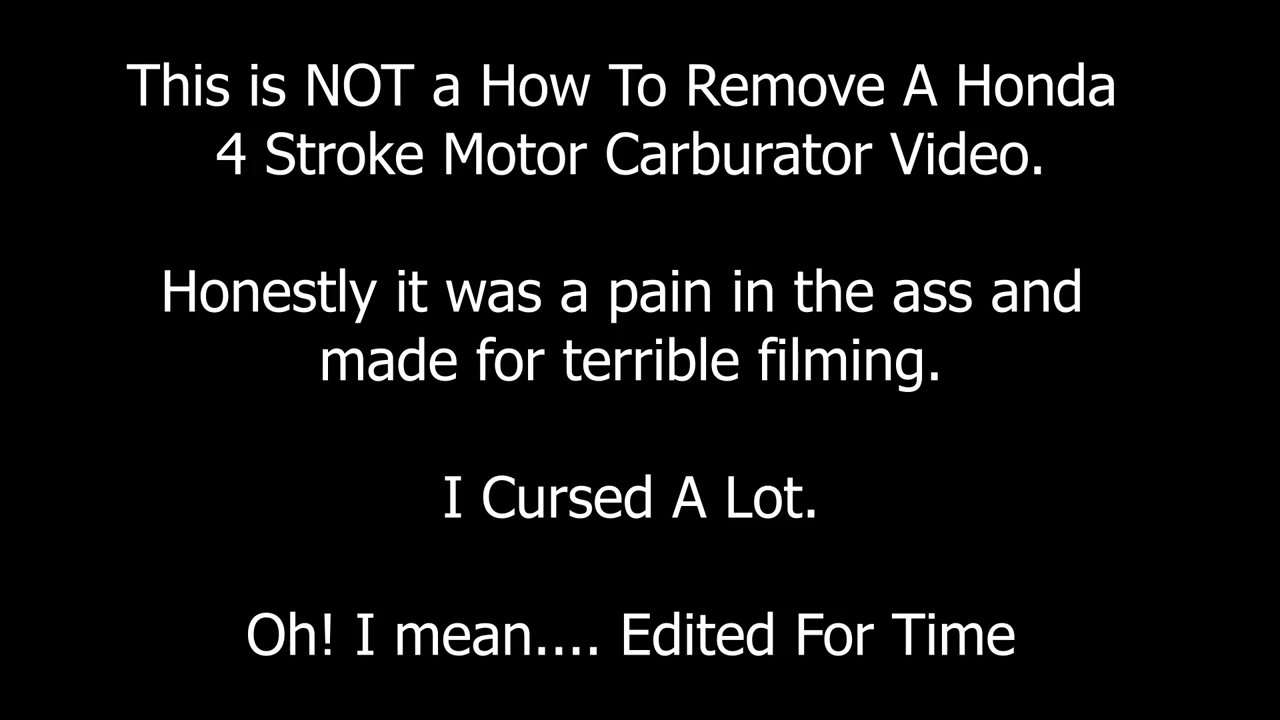 This is NOT a How To Remove A Honda
4 Stroke Motor Carburator Video.
Honestly it was a pain in the ass and
made for terrible filming.
I Cursed A Lot.
Oh! I mean.... Edited For Time